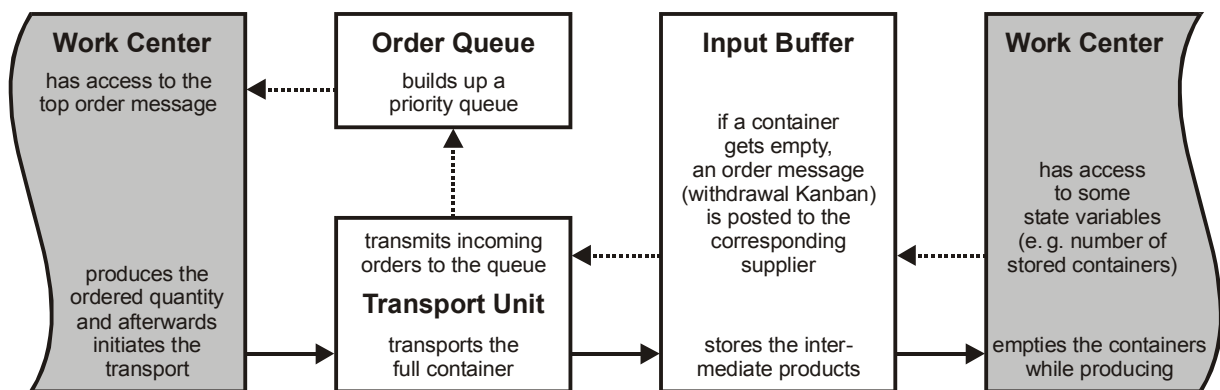 Work Center
has access to the
top order message
produces the
ordered quantity
and afterwards
initiates the
transport
Order Queue
builds up a
priority queue
transmits incoming
orders to the queue
Transport Unit
transports the
full container
Input Buffer
if a container
gets empty,
an order message
(withdrawal Kanban)
is posted to the
corresponding
supplier
stores the inter-
mediate products
Work Center
has access
to some
state variables
(e. g. number of
stored containers)
empties the containers
while producing